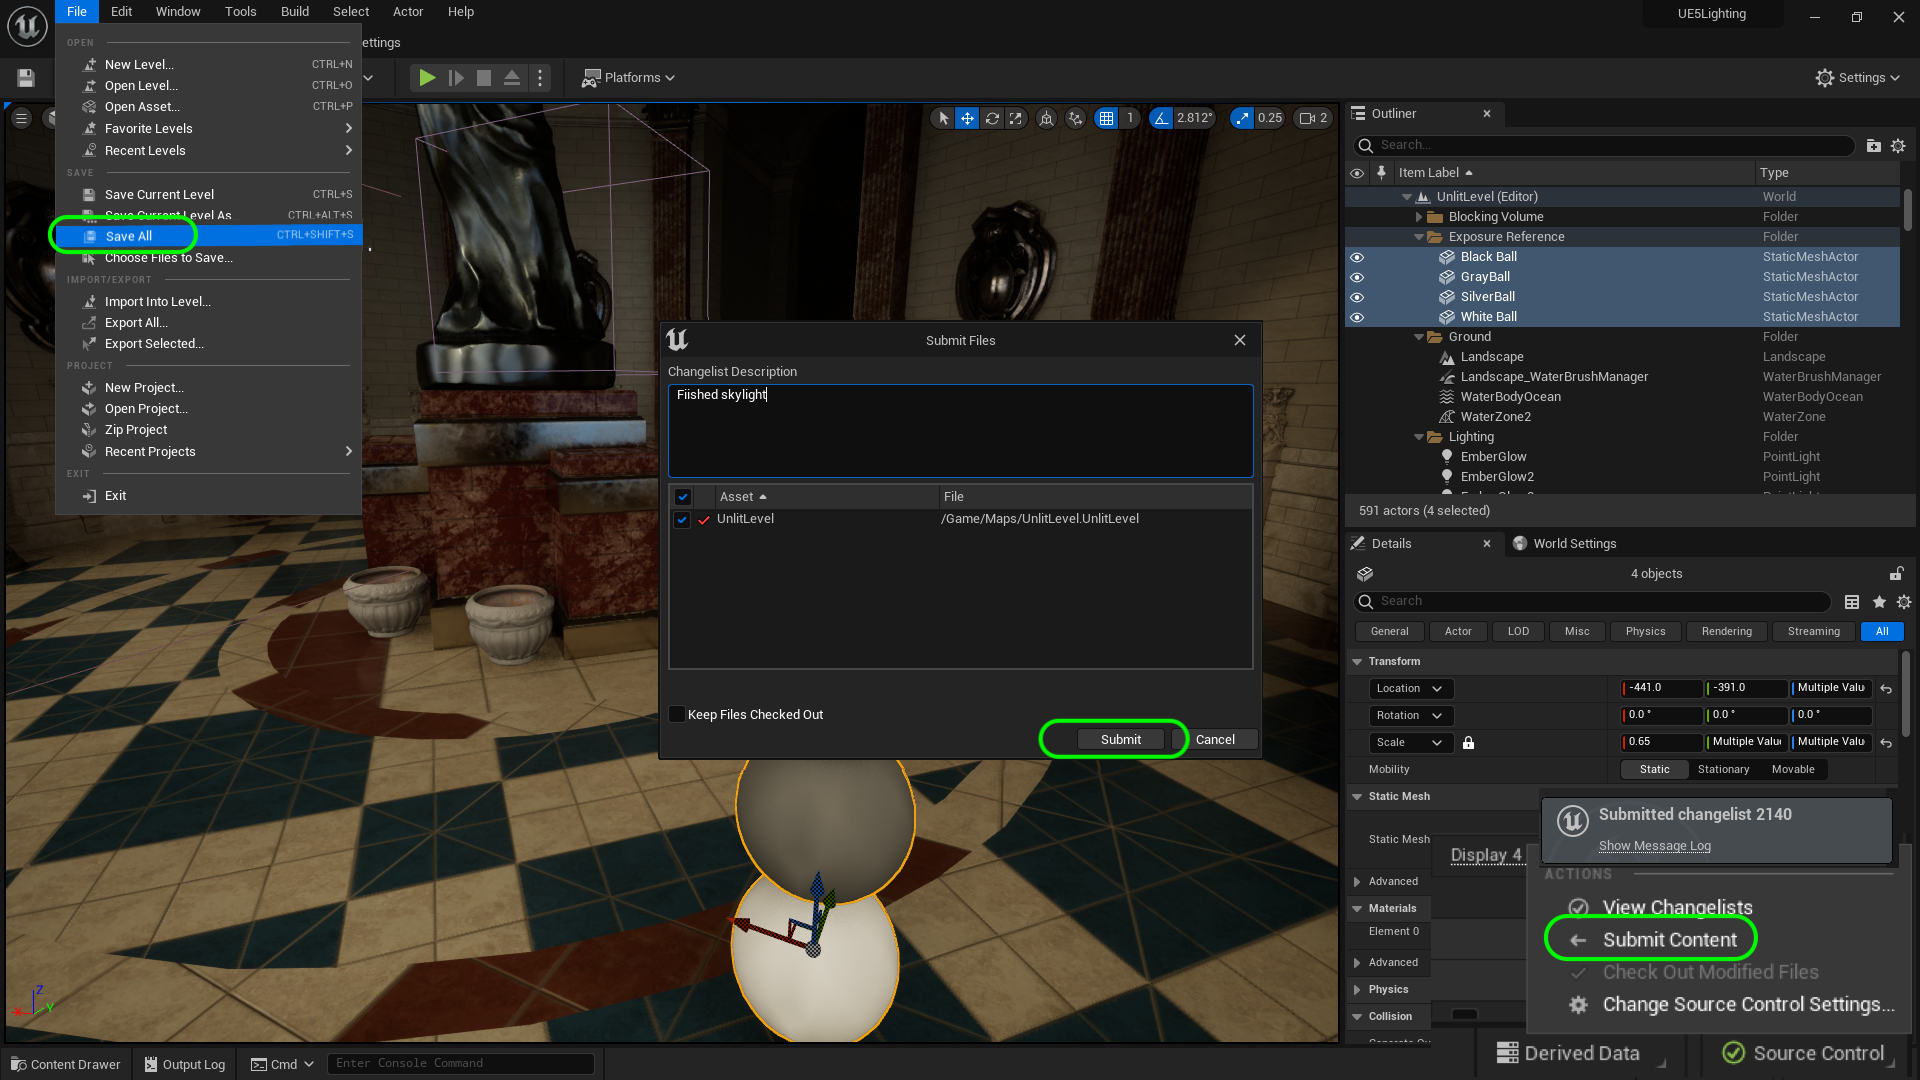 File Edit Window Tools Build Select Actor Help
UE5Lighting
ettings
OPEN
New Level... CTRL+N
Open Level... CTRL+O
Open Asset... CTRL+P
Favorite Levels
Recent Levels
SAVE
Save Current Level CTRL+S
Save Current Level As CTRL+ALT+S
Save All CTRL+SHIFT+S
Choose Files to Save...
IMPORT/EXPORT
Import Into Level...
Export All...
Export Selected...
PROJECT
New Project...
Open Project...
Zip Project
Recent Projects
EXIT
Exit
Platforms
Settings
1 2.812° 0.25 2
Outliner
Search...
Item Label Type
UnlitLevel (Editor) World
Blocking Volume Folder
Exposure Reference Folder
Black Ball StaticMeshActor
GrayBall StaticMeshActor
SilverBall StaticMeshActor
White Ball StaticMeshActor
Ground Folder
Landscape Landscape
Landscape_WaterBrushManager WaterBrushManager
WaterBodyOcean WaterBodyOcean
WaterZone2 WaterZone
Lighting Folder
EmberGlow PointLight
EmberGlow2 PointLight
591 actors (4 selected)
Submit Files
Changelist Description
Fiished skylight
Asset File
UnlitLevel /Game/Maps/UnlitLevel.UnlitLevel
Keep Files Checked Out
Submit Cancel
Details World Settings
4 objects
Search
General Actor LOD Misc Physics Rendering Streaming All
Transform
Location -441.0 -391.0 Multiple Valu
Rotation 0.0 ° 0.0 ° 0.0 °
Scale 0.65 Multiple Valu Multiple Valu
Mobility Static Stationary Movable
Static Mesh
Static Mesh
Display 4
Advanced
Materials
Element 0
Advanced
Physics
Collision
Submitted changelist 2140
Show Message Log
ACTIONS
View Changelists
Submit Content
Check Out Modified Files
Change Source Control Settings...
Z
Y
Content Drawer Output Log Cmd Enter Console Command
Derived Data Source Control